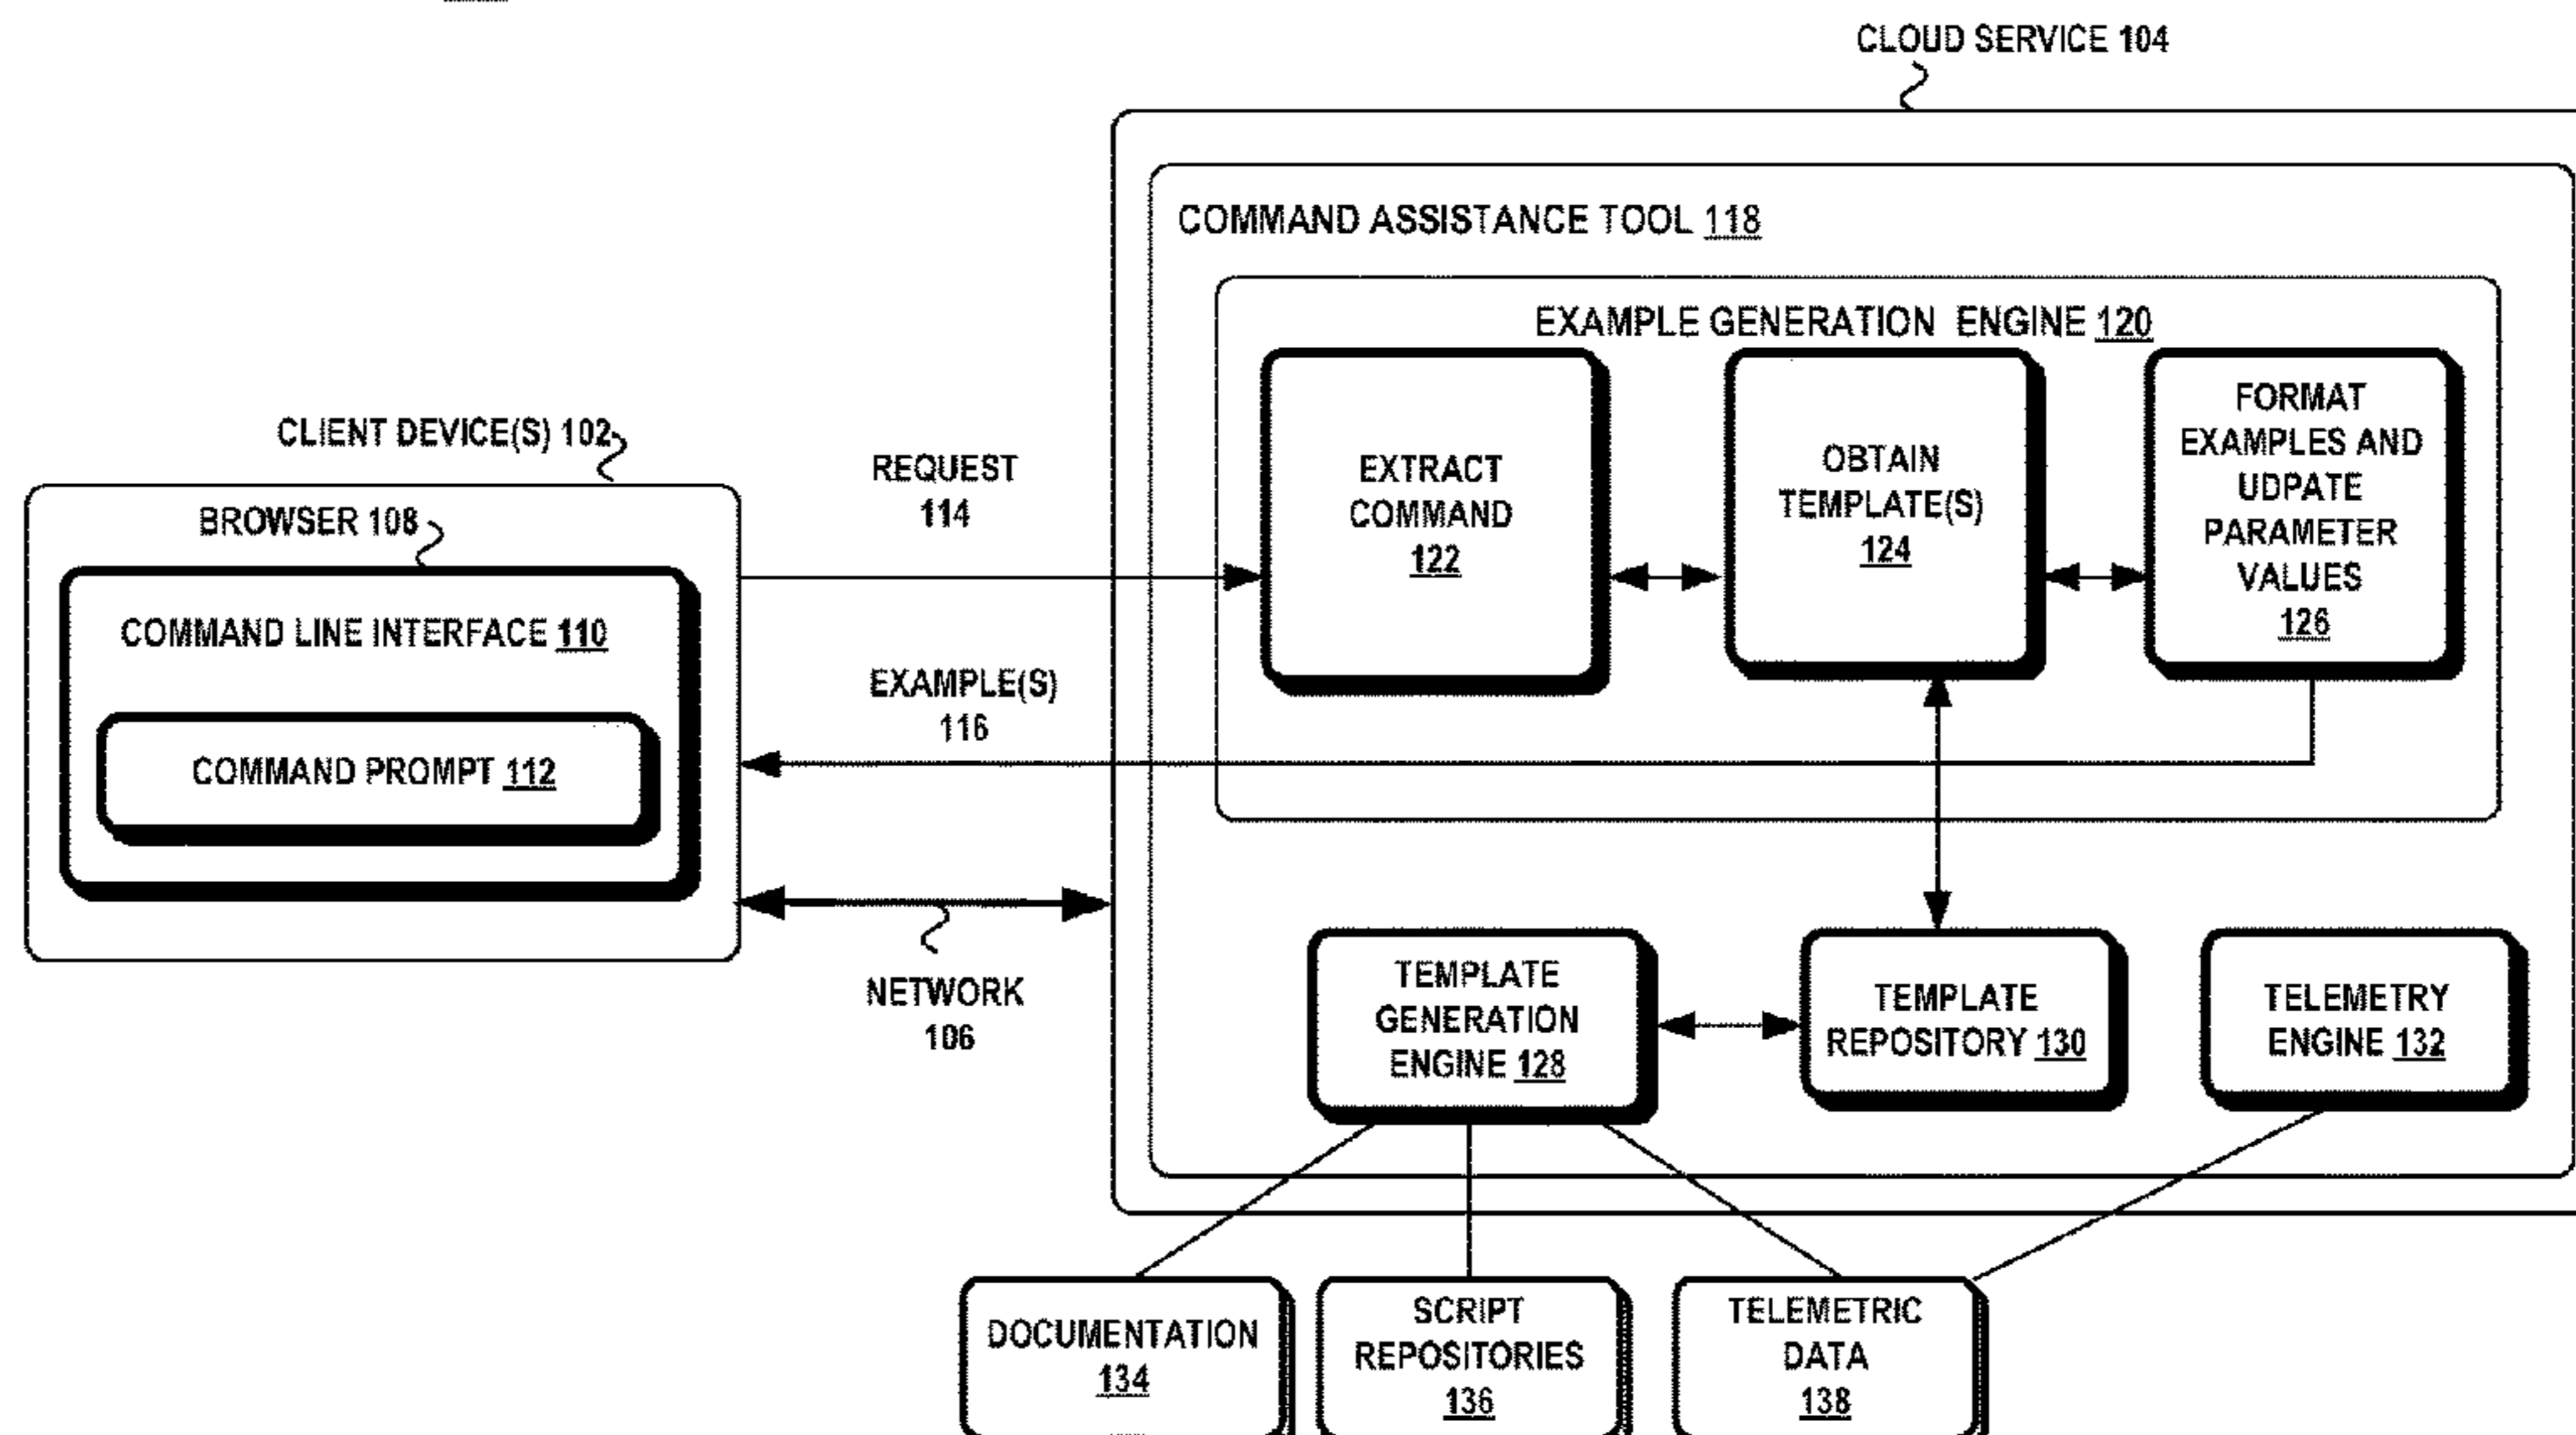 CLOUD SERVICE 104
COMMAND ASSISTANCE TOOL 118
EXAMPLE GENERATION ENGINE 120
EXTRACT
COMMAND
122
OBTAIN
TEMPLATE(S)
124
FORMAT
EXAMPLES AND
UDPATE
PARAMETER
VALUES
126
CLIENT DEVICE(S) 102
BROWSER 108
COMMAND LINE INTERFACE 110
COMMAND PROMPT 112
REQUEST
114
EXAMPLE(S)
116
NETWORK
106
TEMPLATE
GENERATION
ENGINE 128
TEMPLATE
REPOSITORY 130
TELEMETRY
ENGINE 132
DOCUMENTATION
134
SCRIPT
REPOSITORIES
136
TELEMETRIC
DATA
138